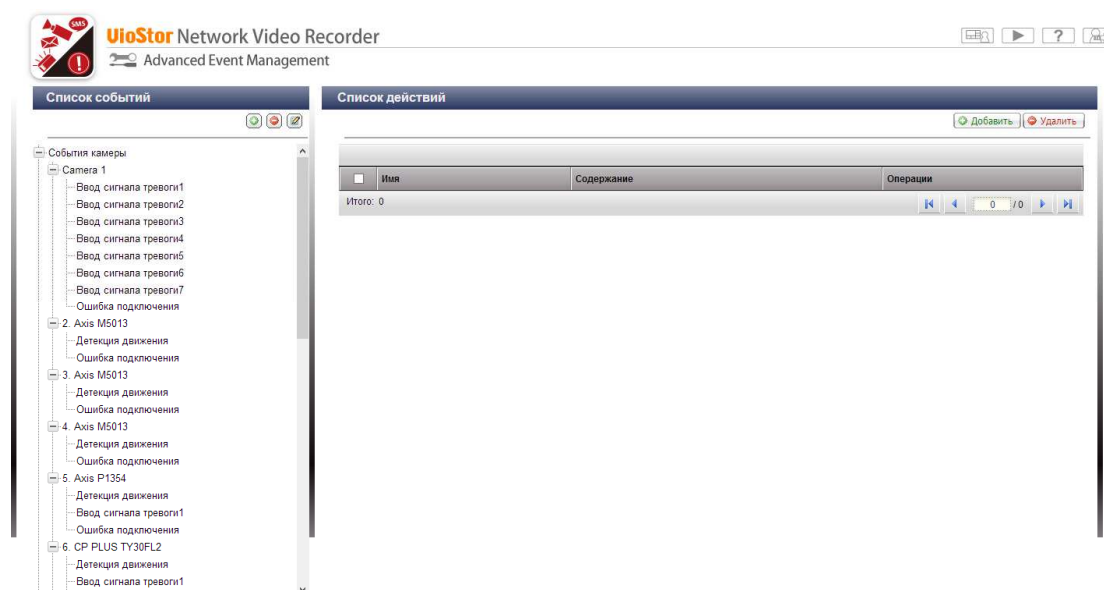 SMS
VioStor Network Video Recorder
Advanced Event Management
?
Список событий
Список действий
Добавить
Удалить
События камеры
Camera 1
Ввод сигнала тревоги1
Ввод сигнала тревоги2
Ввод сигнала тревоги3
Ввод сигнала тревоги4
Ввод сигнала тревоги5
Ввод сигнала тревоги6
Ввод сигнала тревоги7
Ошибка подключения
2. Axis M5013
Детекция движения
Ошибка подключения
3. Axis M5013
Детекция движения
Ошибка подключения
4. Axis M5013
Детекция движения
Ошибка подключения
5. Axis P1354
Детекция движения
Ввод сигнала тревоги1
Ошибка подключения
6. CP PLUS TY30FL2
Детекция движения
Ввод сигнала тревоги1
Имя Содержание Операции
Итого: 0
0 / 0